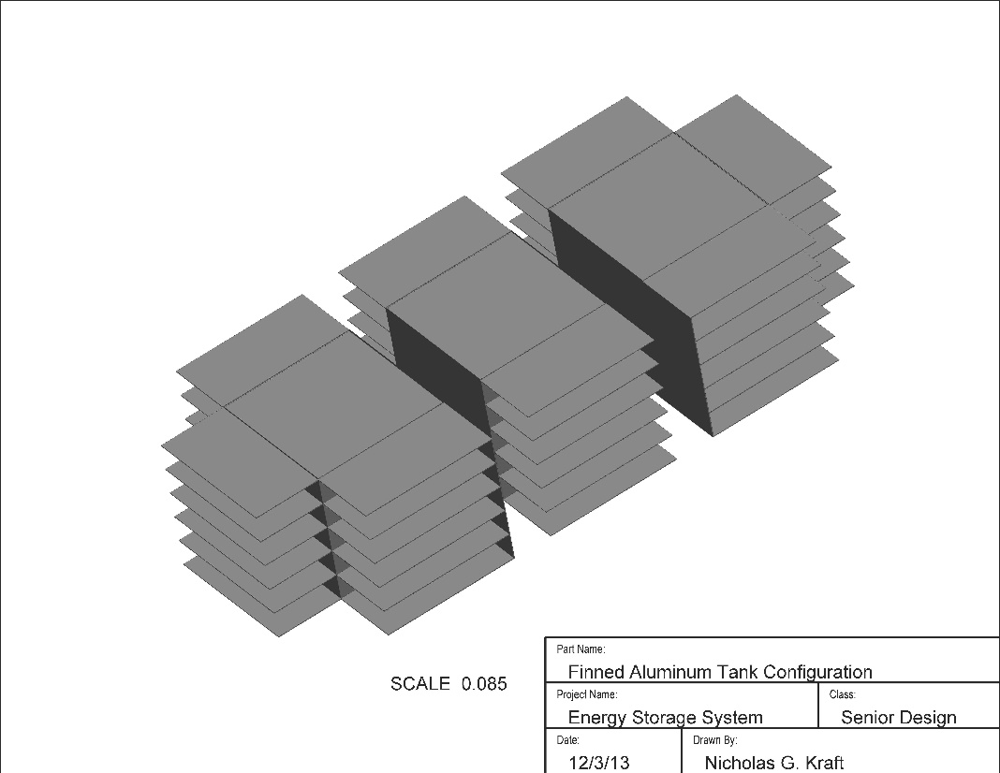 SCALE 0.085
Part Name:
Finned Aluminum Tank Configuration
Project Name:
Class:
Energy Storage System
Senior Design
Date:
Drawn By:
12/3/13
Nicholas G. Kraft